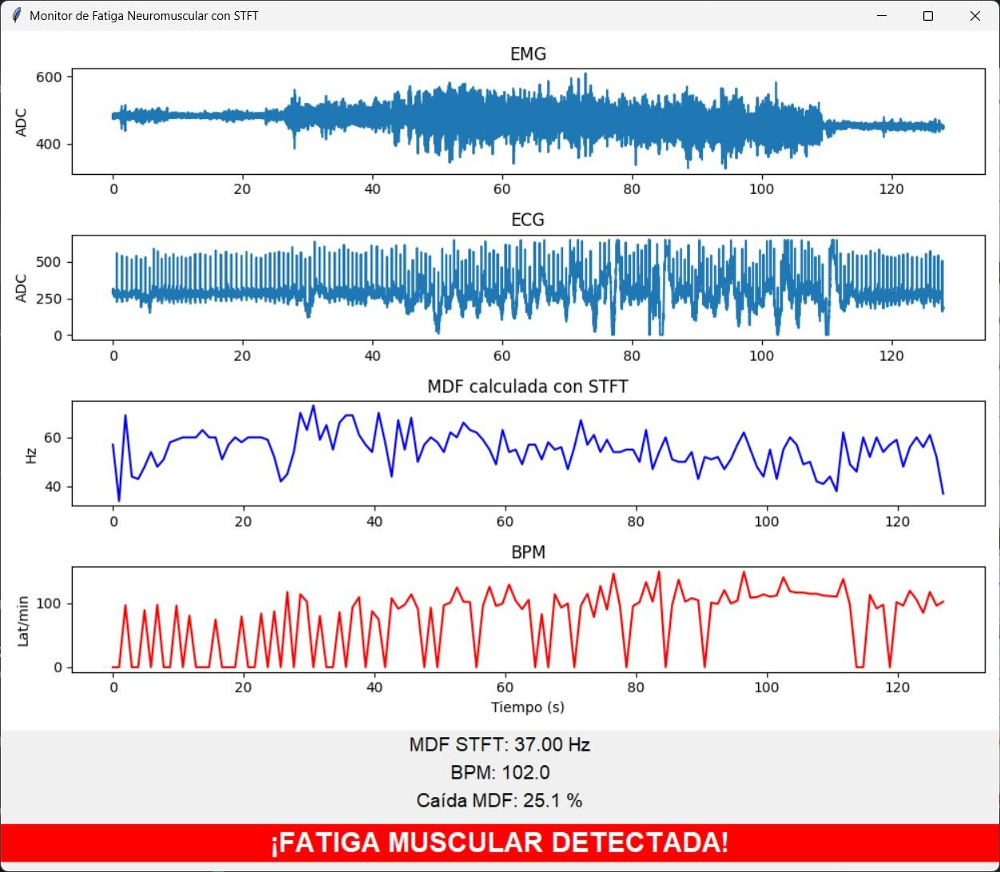 Monitor de Fatiga Neuromuscular con STFT
EMG
600
400
ADC
0 20 40 60 80 100 120
ECG
500
250
0
ADC
0 20 40 60 80 100 120
MDF calculada con STFT
60
40
Hz
0 20 40 60 80 100 120
BPM
100
0
Lat/min
0 20 40 60 80 100 120
Tiempo (s)
MDF STFT: 37.00 Hz
BPM: 102.0
Caída MDF: 25.1 %
¡FATIGA MUSCULAR DETECTADA!